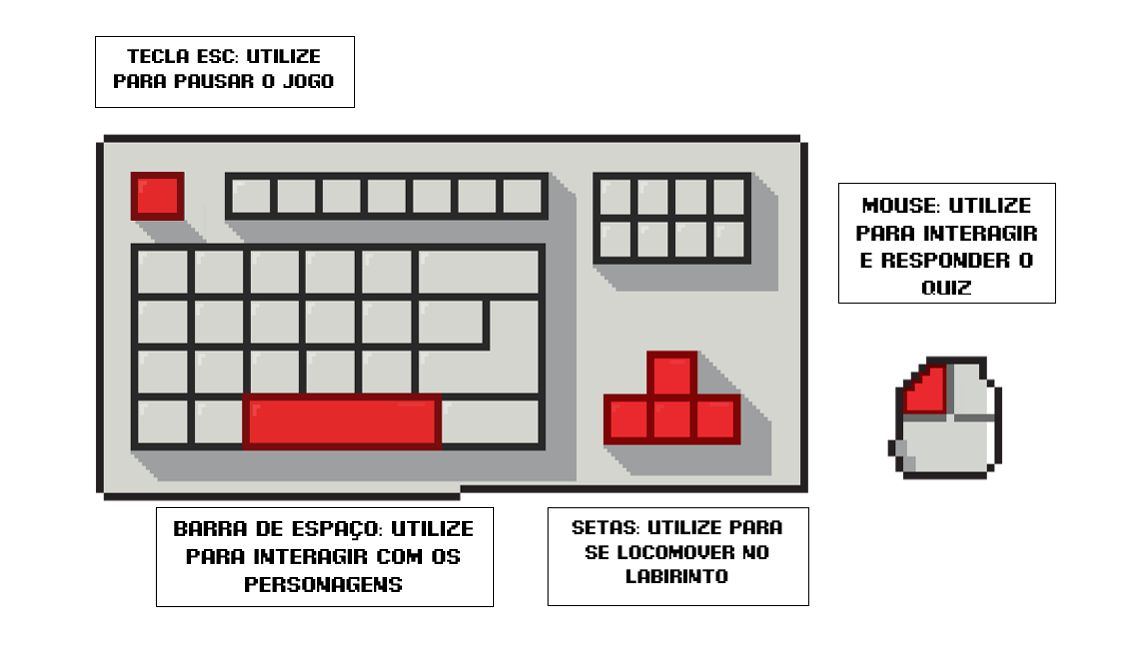 TECLA ESC: UTILIZE
PARA PAUSAR O JOGO
MOUSE: UTILIZE
PARA INTERAGIR
E RESPONDER O
QUIZ
BARRA DE ESPAÇO: UTILIZE
PARA INTERAGIR COM OS
PERSONAGENS
SETAS: UTILIZE PARA
SE LOCOMOVER NO
LABIRINTO